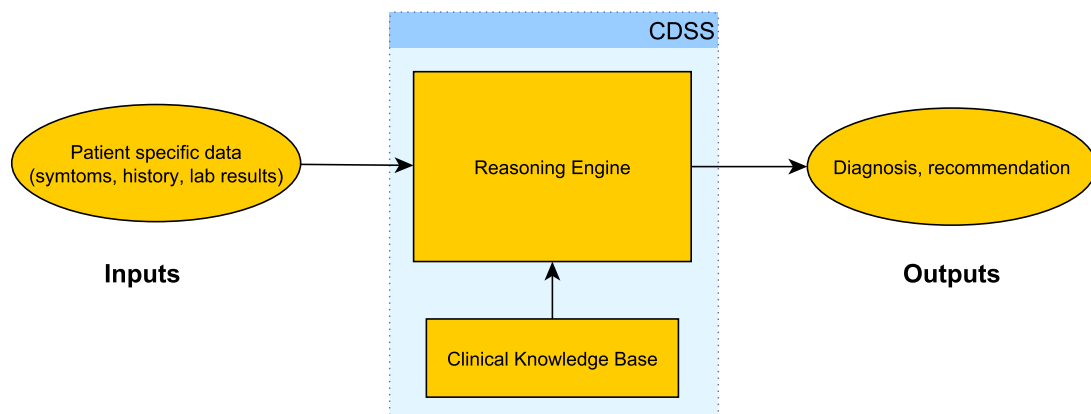 CDSS
Patient specific data
(symtoms, history, lab results)
Reasoning Engine
Diagnosis, recommendation
Inputs
Outputs
Clinical Knowledge Base